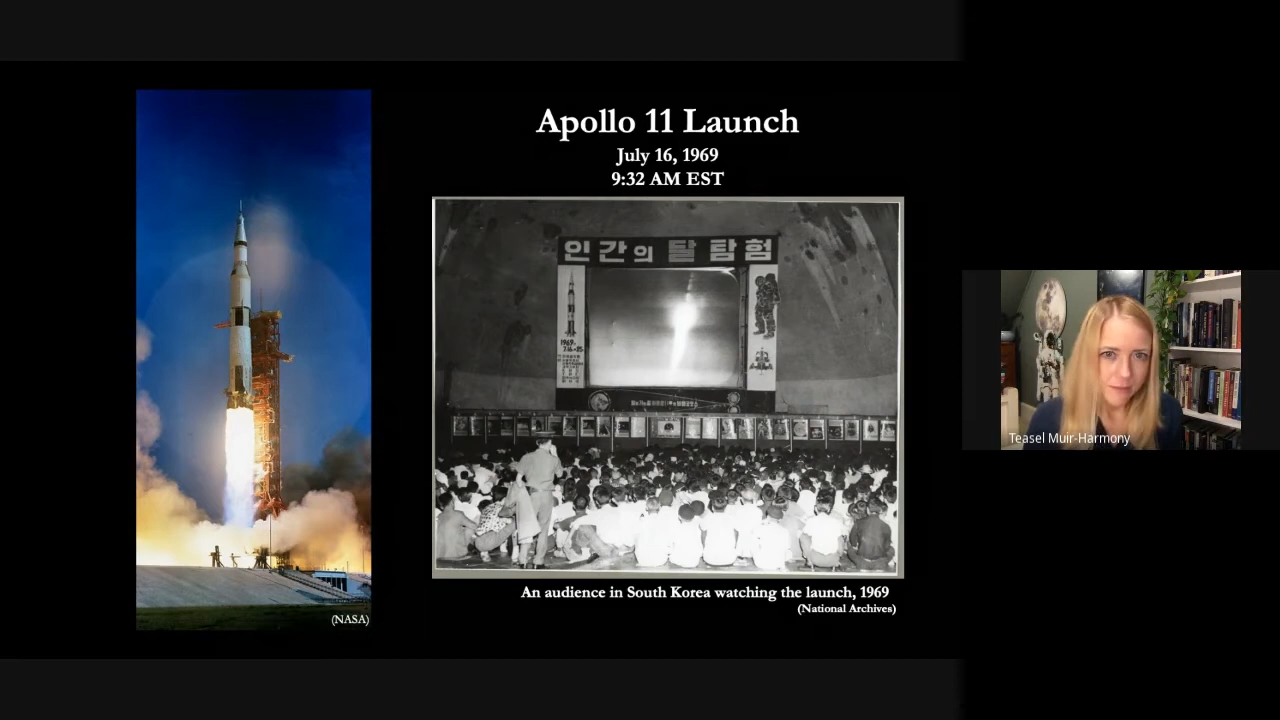 Apollo 11 Launch
July 16, 1969
9:32 AM EST
인간의 달 탐험
1969.
An audience in South Korea watching the launch, 1969
(National Archives)
(NASA)
Teasel Muir-Harmony